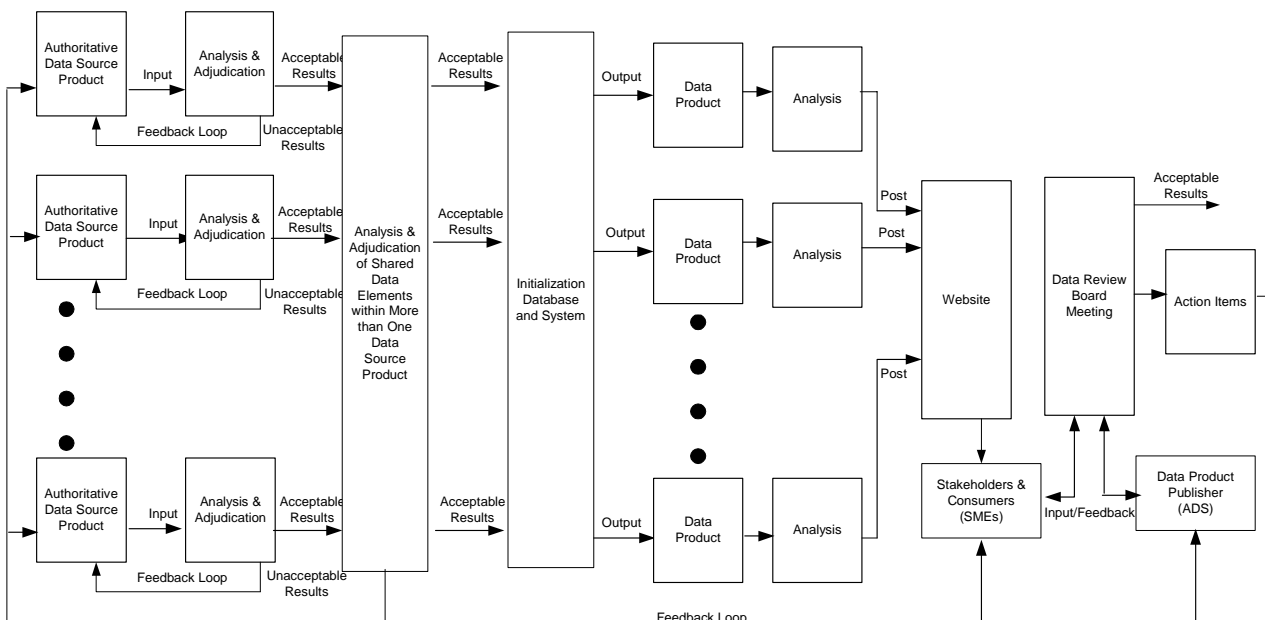 Authoritative
Data Source
Product
Input
Analysis &
Adjudication
Acceptable
Results
Feedback Loop
Unacceptable
Results
Acceptable
Results
Output
Data
Product
Analysis
Post
Authoritative
Data Source
Product
Input
Analysis &
Adjudication
Acceptable
Results
Feedback Loop
Unacceptable
Results
Analysis &
Adjudication
of Shared
Data
Elements
within More
than One
Data
Source
Product
Acceptable
Results
Initialization
Database
and System
Output
Data
Product
Analysis
Post
Website
Data Review
Board
Meeting
Acceptable
Results
Action Items
Post
Authoritative
Data Source
Product
Input
Analysis &
Adjudication
Acceptable
Results
Feedback Loop
Unacceptable
Results
Acceptable
Results
Output
Data
Product
Analysis
Stakeholders &
Consumers
(SMEs)
Input/Feedback
Data Product
Publisher
(ADS)
Feedback Loop